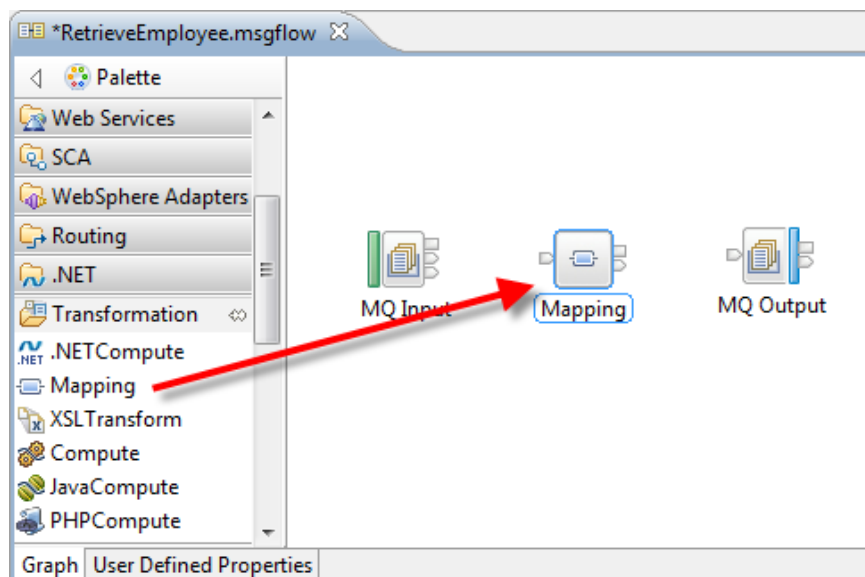 *RetrieveEmployee.msgflow
Palette
Web Services
SCA
WebSphere Adapters
Routing
.NET
Transformation
.NET .NETCompute
Mapping
XSLTransform
Compute
JavaCompute
PHPCompute
MQ Input
Mapping
MQ Output
Graph
User Defined Properties